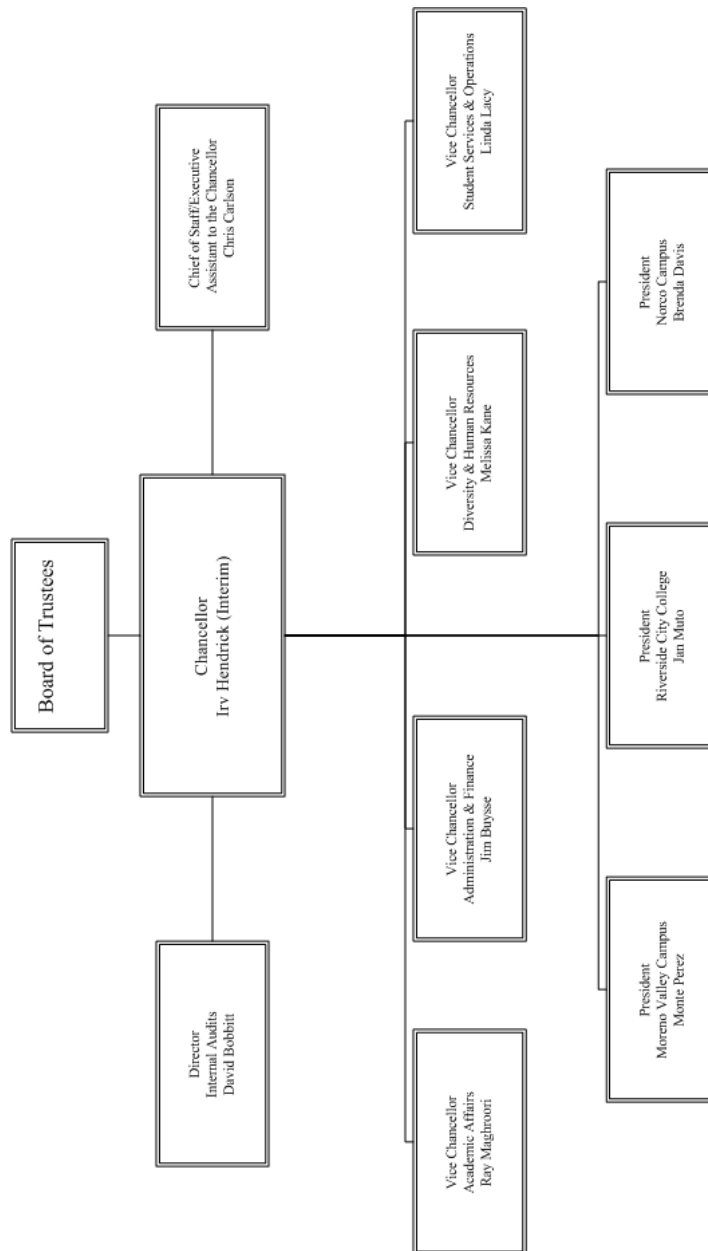 Board of Trustees
Chancellor
Irv Hendrick (Interim)
Director
Internal Audits
David Bobbitt
Chief of Staff/Executive
Assistant to the Chancellor
Chris Carlson
Vice Chancellor
Academic Affairs
Ray Maghroori
Vice Chancellor
Administration & Finance
Jim Buysse
Vice Chancellor
Diversity & Human Resources
Melissa Kane
Vice Chancellor
Student Services & Operations
Linda Lacy
President
Moreno Valley Campus
Monte Perez
President
Riverside City College
Jan Muto
President
Norco Campus
Brenda Davis